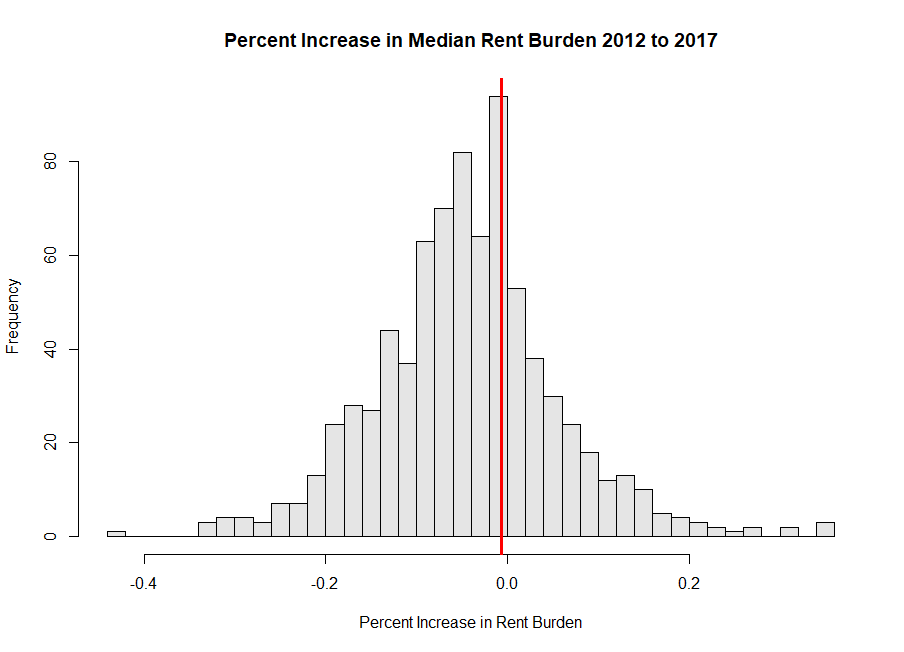 Percent Increase in Median Rent Burden 2012 to 2017
Frequency
80
60
40
20
0
-0.4 -0.2 0.0 0.2
Percent Increase in Rent Burden